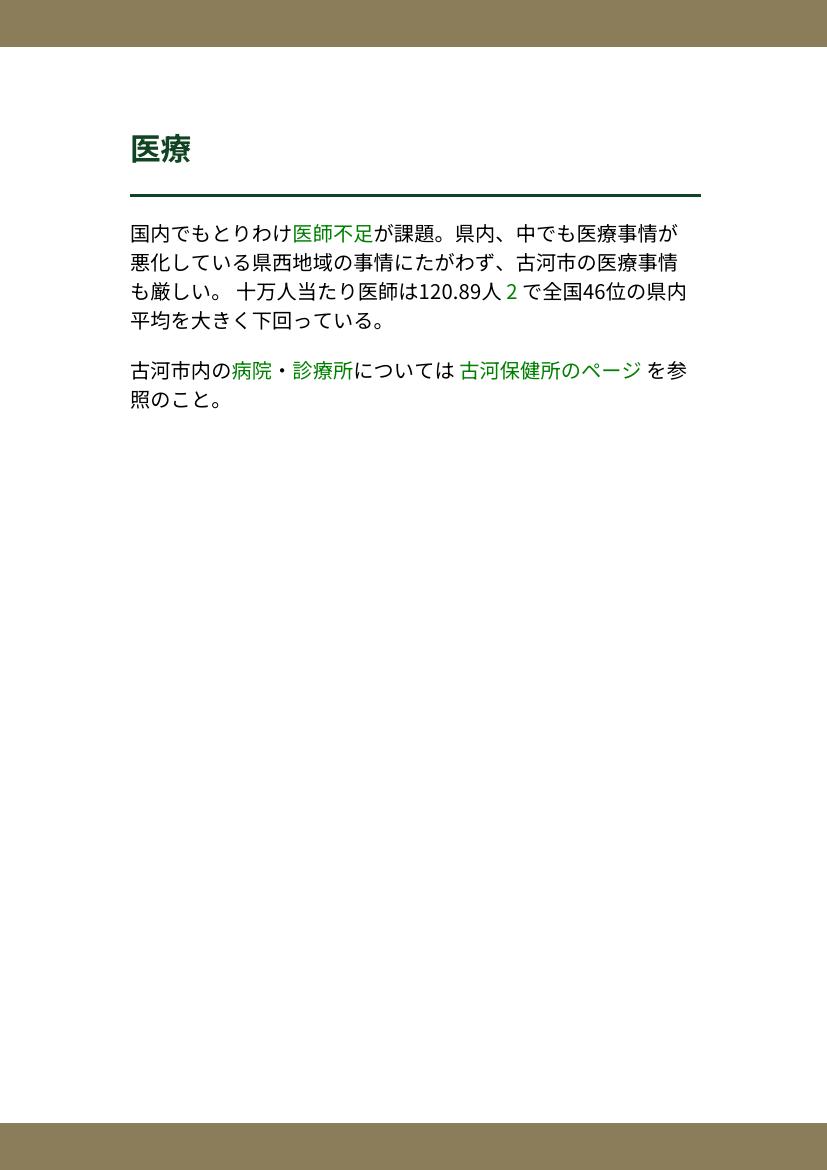 医療
国内でもとりわけ医師不足が課題。県内、中でも医療事情が
悪化している県西地域の事情にたがわず、古河市の医療事情
も厳しい。 十万人当たり医師は120.89人 2 で全国46位の県内
平均を大きく下回っている。
古河市内の病院・診療所については 古河保健所のページ を参
照のこと。